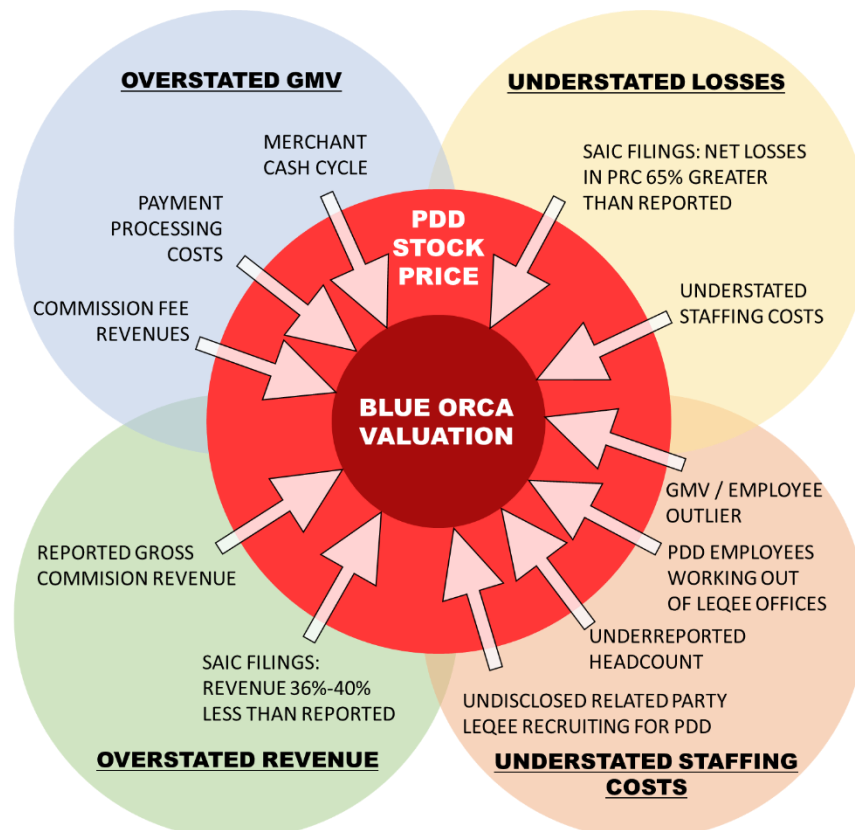 OVERSTATED GMV
UNDERSTATED LOSSES
MERCHANT
CASH CYCLE
PAYMENT
PROCESSING
COSTS
COMMISSION FEE
REVENUES
PDD
STOCK
PRICE
SAIC FILINGS: NET LOSSES
IN PRC 65% GREATER
THAN REPORTED
UNDERSTATED
STAFFING COSTS
BLUE ORCA
VALUATION
REPORTED GROSS
COMMISION REVENUE
SAIC FILINGS:
REVENUE 36%-40%
LESS THAN REPORTED
GMV / EMPLOYEE
OUTLIER
PDD EMPLOYEES
WORKING OUT
OF LEQEE OFFICES
UNDERREPORTED
HEADCOUNT
UNDISCLOSED RELATED PARTY
LEQEE RECRUITING FOR PDD
OVERSTATED REVENUE
UNDERSTATED STAFFING
COSTS